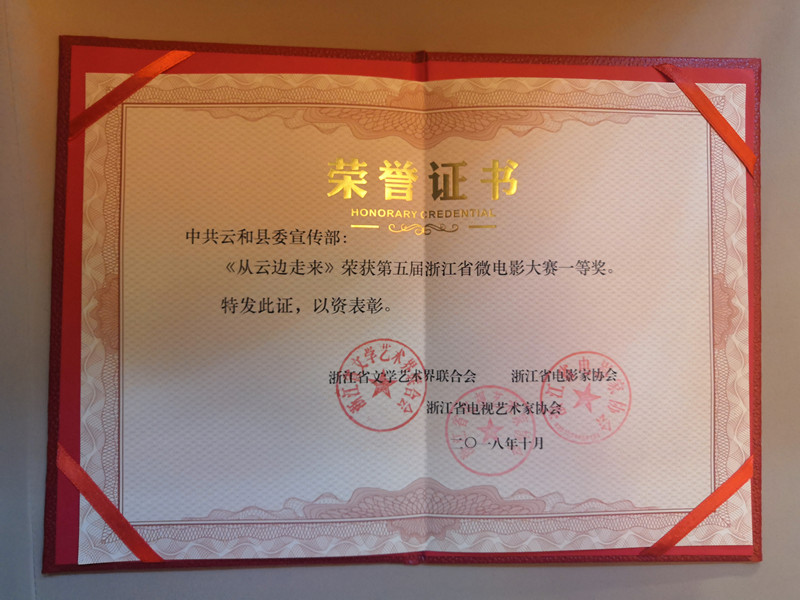 荣誉证书
HONORARY CREDENTIAL
中共云和县委宣传部：
《从云边走来》荣获第五届浙江省微电影大赛一等奖。
特发此证，以资表彰。
浙江省文学艺术界联合会 浙江省电影家协会
浙江省电视艺术家协会
二〇一八年十月